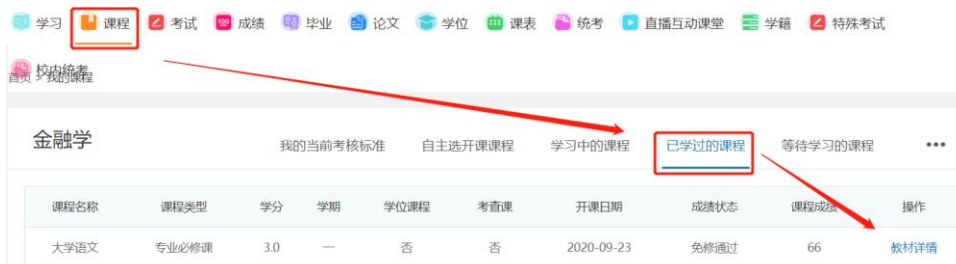 学习 课程 考试 成绩 毕业 论文 学位 课表 统考 直播互动课堂 学籍 特殊考试
校内统考
首页 > 我的课程
金融学 我的当前考核标准 自主选开课课程 学习中的课程 已学过的课程 等待学习的课程 •••
课程名称 课程类型 学分 学期 学位课程 考查课 开课日期 成绩状态 课程成绩 操作
大学语文 专业必修课 3.0 — 否 否 2020-09-23 免修通过 66 教材详情